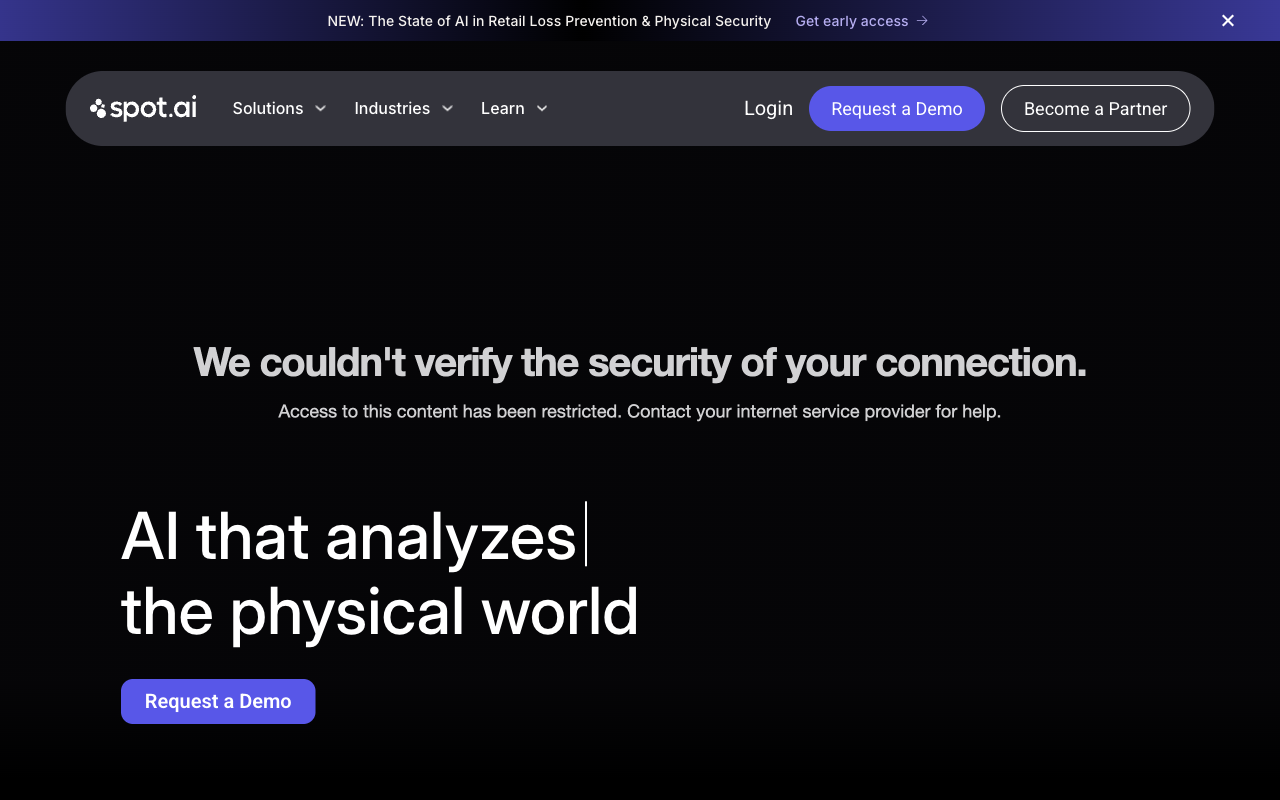 NEW: The State of AI in Retail Loss Prevention & Physical Security Get early access →
spot.ai Solutions Industries Learn Login Request a Demo Become a Partner
We couldn't verify the security of your connection.
Access to this content has been restricted. Contact your internet service provider for help.
AI that analyzes
the physical world
Request a Demo